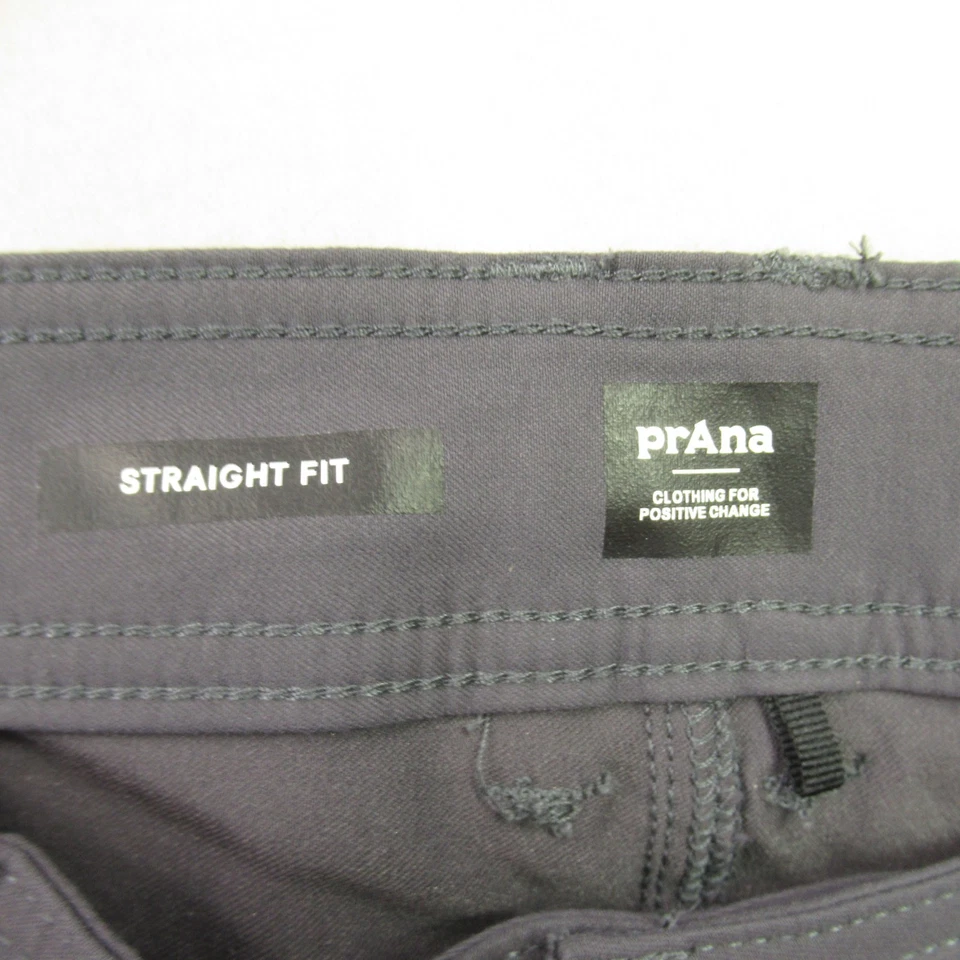 STRAIGHT FIT
prAna
CLOTHING FOR
POSITIVE CHANGE